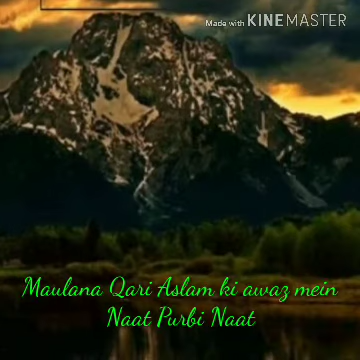 Made with KINEMASTER
Maulana Qari Aslam ki awaz mein
Naat Purbi Naat